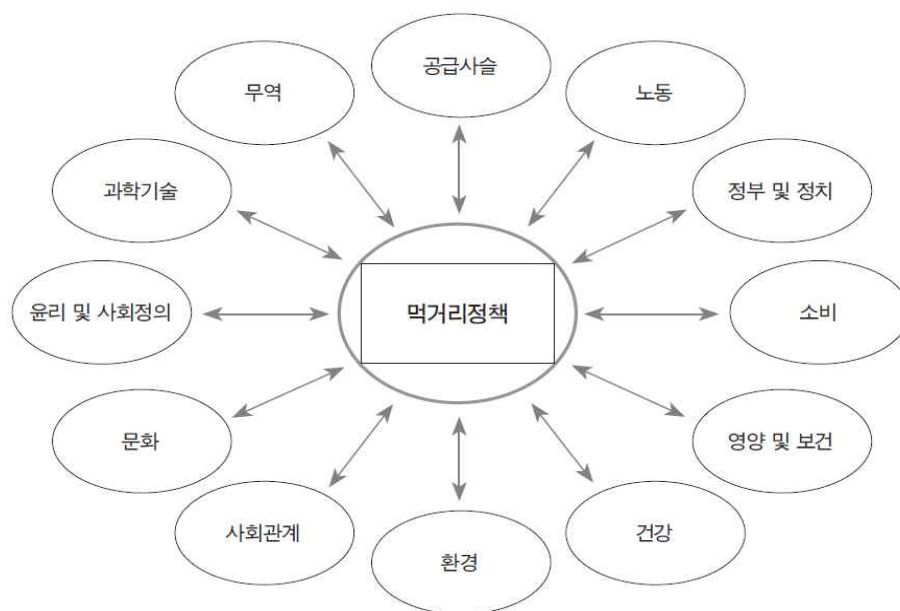 공급사슬
무역
노동
과학기술
정부 및 정치
윤리 및 사회정의
먹거리정책
소비
문화
영양 및 보건
사회관계
건강
환경